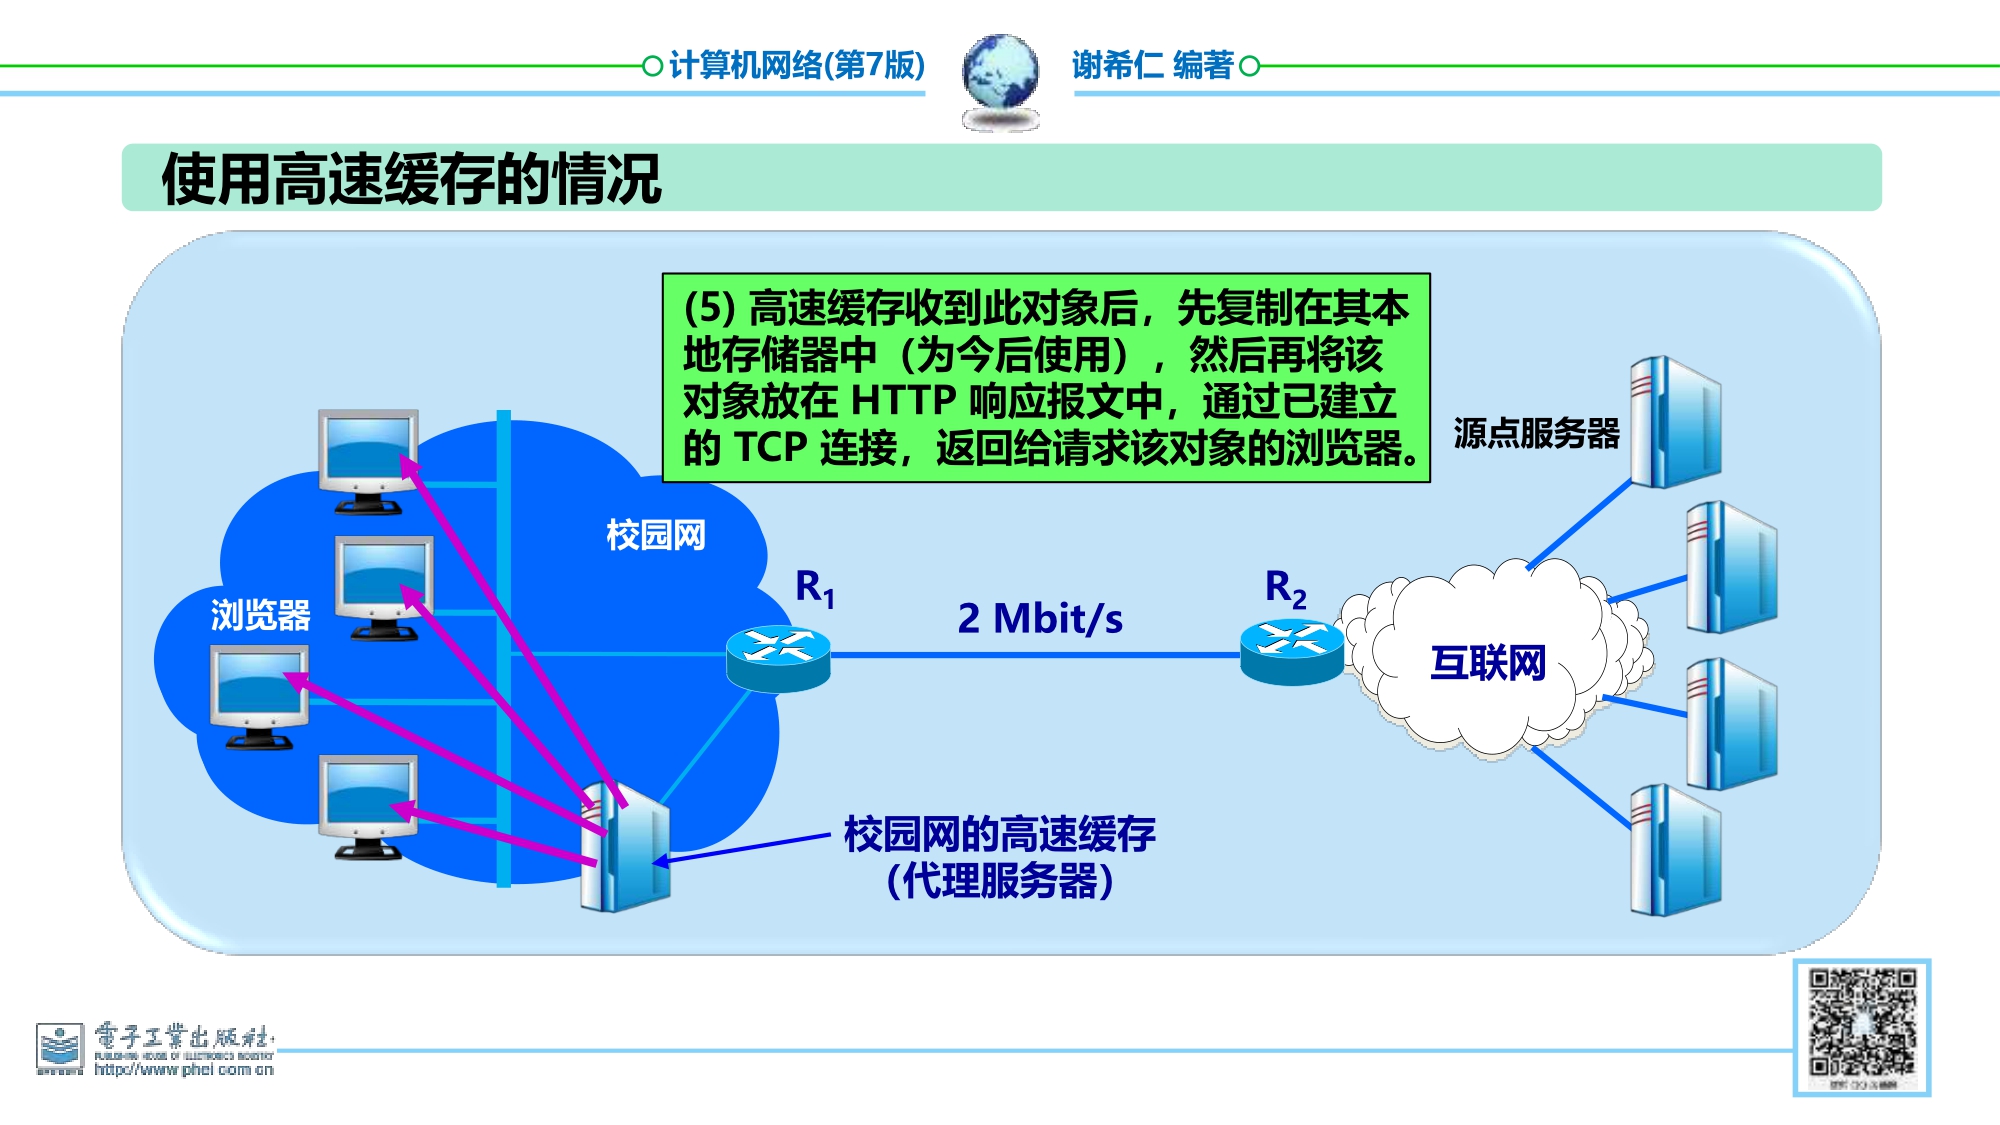 计算机网络(第7版)
谢希仁 编著
使用高速缓存的情况
(5) 高速缓存收到此对象后，先复制在其本
地存储器中（为今后使用），然后再将该
对象放在 HTTP 响应报文中，通过已建立
的 TCP 连接，返回给请求该对象的浏览器。
源点服务器
校园网
浏览器
R1
2 Mbit/s
R2
互联网
校园网的高速缓存
(代理服务器)
電子工業出版社
PUBLISHING HOUSE OF ELECTRONICS INDUSTRY
http://www.phei.com.cn